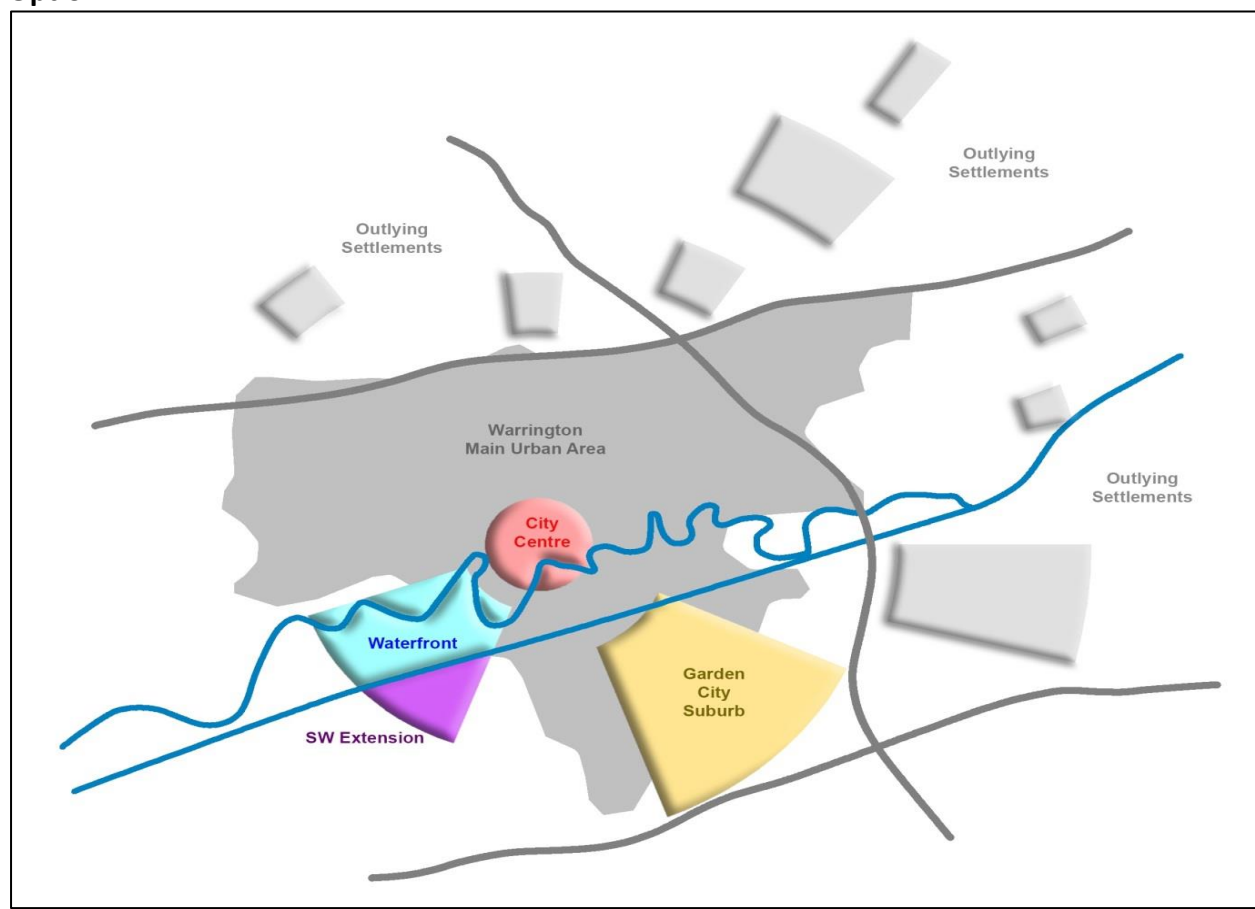 Outlying
Settlements
Outlying
Settlements
Warrington
Main Urban Area
Outlying
Settlements
City
Centre
Waterfront
Garden
City
Suburb
SW Extension